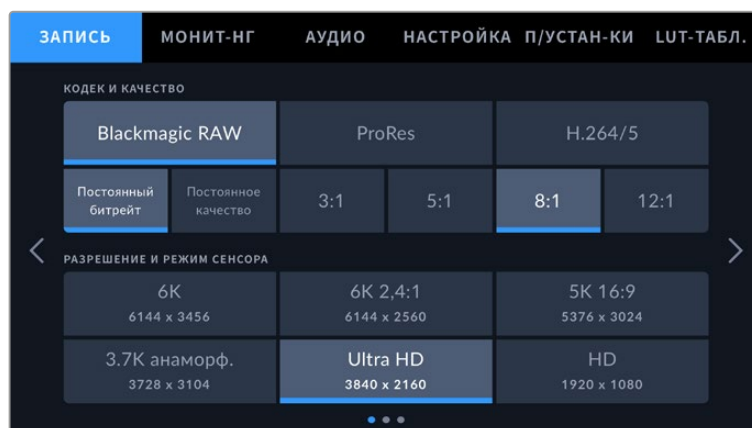 ЗАПИСЬ МОНИТ-НГ АУДИО НАСТРОЙКА П/УСТАН-КИ LUT-ТАБЛ.
КОДЕК И КАЧЕСТВО
Blackmagic RAW ProRes H.264/5
Постоянный битрейт Постоянное качество 3:1 5:1 8:1 12:1
РАЗРЕШЕНИЕ И РЕЖИМ СЕНСОРА
6K 6K 2,4:1 5K 16:9
6144 x 3456 6144 x 2560 5376 x 3024
3.7K анаморф. Ultra HD HD
3728 x 3104 3840 x 2160 1920 x 1080